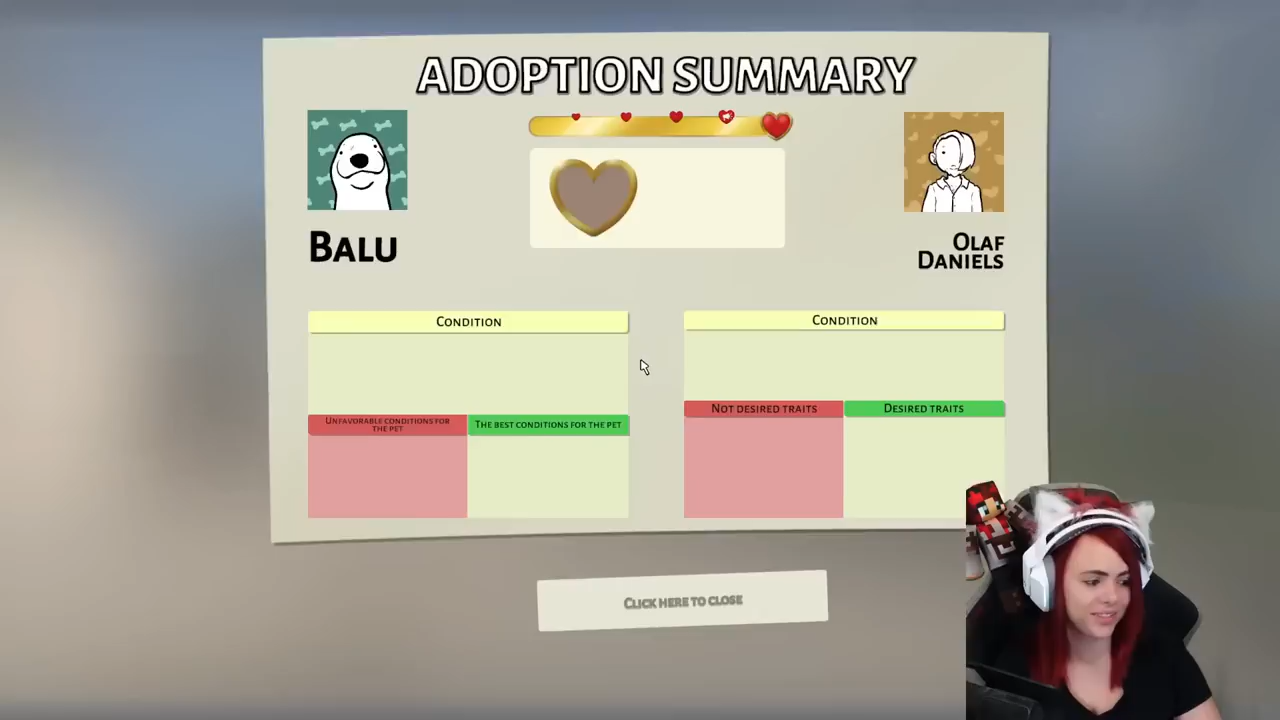 ADOPTION SUMMARY
BALU
OLAF
DANIELS
CONDITION
CONDITION
UNFAVORABLE CONDITIONS FOR
THE PET
THE BEST CONDITIONS FOR THE PET
NOT DESIRED TRAITS
DESIRED TRAITS
CLICK HERE TO CLOSE